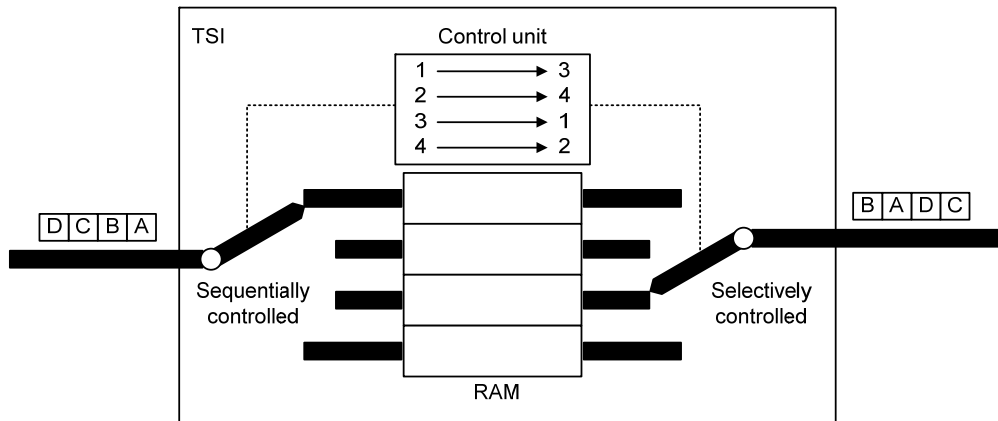 TSI
Control unit
1 3
2 4
3 1
4 2
D C B A
B A D C
Sequentially
controlled
Selectively
controlled
RAM